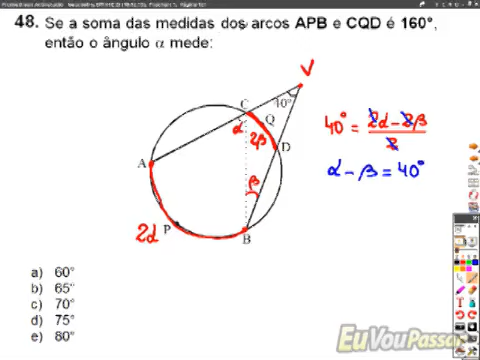 48. Se a soma das medidas dos arcos APB e CQD é 160°,
então o ângulo α mede:
V
40°
C
α
Q
2β
D
A
β
P
2α
B
40° = 2α - 2β
2
α - β = 40°
a) 60°
b) 65°
c) 70°
d) 75°
e) 80°
EuVouPassar